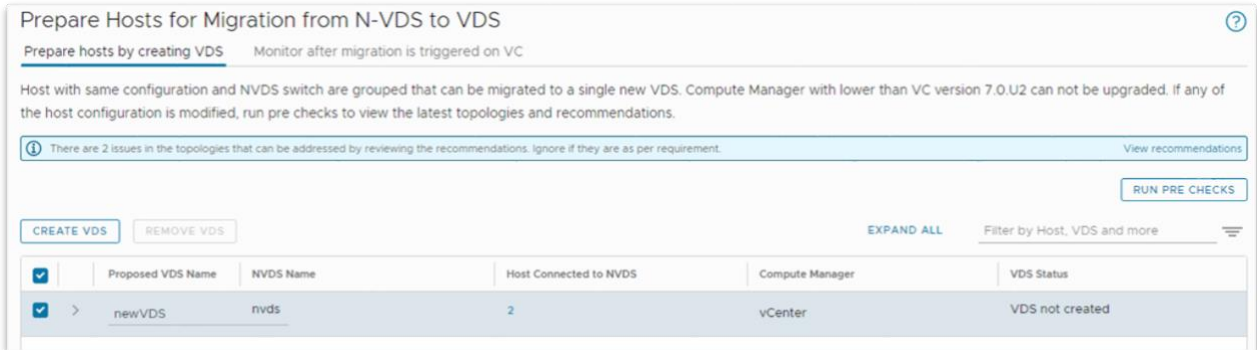 Prepare Hosts for Migration from N-VDS to VDS
?
Prepare hosts by creating VDS Monitor after migration is triggered on VC
Host with same configuration and NVDS switch are grouped that can be migrated to a single new VDS. Compute Manager with lower than VC version 7.0.U2 can not be upgraded. If any of
the host configuration is modified, run pre checks to view the latest topologies and recommendations.
There are 2 issues in the topologies that can be addressed by reviewing the recommendations. Ignore if they are as per requirement. View recommendations
RUN PRE CHECKS
CREATE VDS REMOVE VDS EXPAND ALL Filter by Host, VDS and more
Proposed VDS Name NVDS Name Host Connected to NVDS Compute Manager VDS Status
newVDS nvds 2 vCenter VDS not created